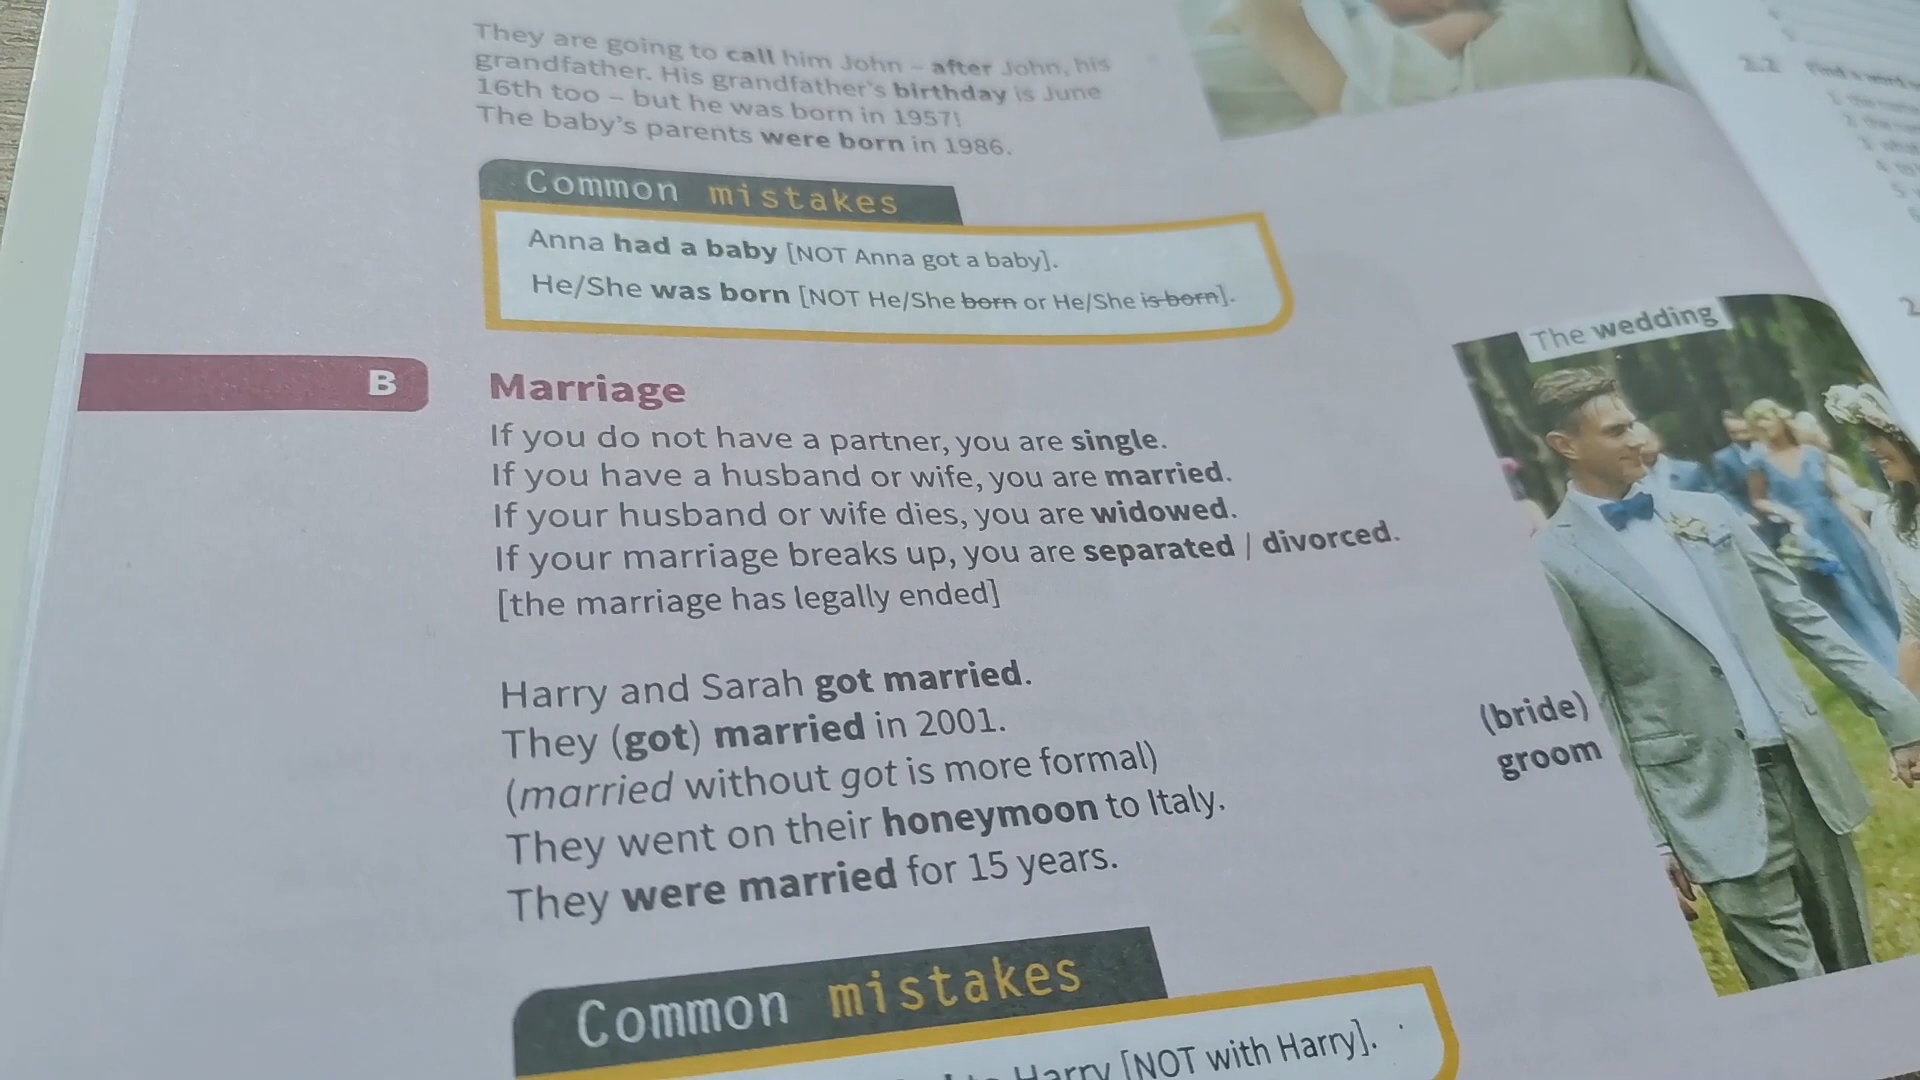 They are going to call him John – after John, his
grandfather. His grandfather's birthday is June
16th too – but he was born in 1957!
The baby's parents were born in 1986.
Common mistakes
Anna had a baby [NOT Anna got a baby].
He/She was born [NOT He/She born or He/She is born].
B
Marriage
If you do not have a partner, you are single.
If you have a husband or wife, you are married.
If your husband or wife dies, you are widowed.
If your marriage breaks up, you are separated / divorced.
[the marriage has legally ended]
Harry and Sarah got married.
They (got) married in 2001.
(married without got is more formal)
They went on their honeymoon to Italy.
They were married for 15 years.
Common mistakes
Harry [NOT with Harry].
The wedding
(bride)
groom
2.2